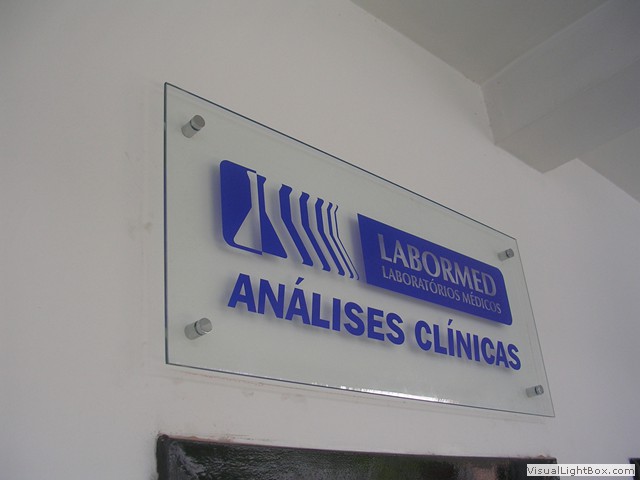 LABORMED
LABORATÓRIOS MÉDICOS
ANÁLISES CLÍNICAS
VisualLightBox.com